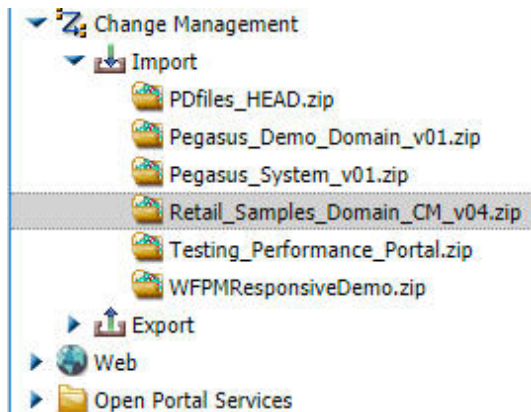 Change Management
Import
PDfiles_HEAD.zip
Pegasus_Demo_Domain_v01.zip
Pegasus_System_v01.zip
Retail_Samples_Domain_CM_v04.zip
Testing_Performance_Portal.zip
WFPMResponsiveDemo.zip
Export
Web
Open Portal Services